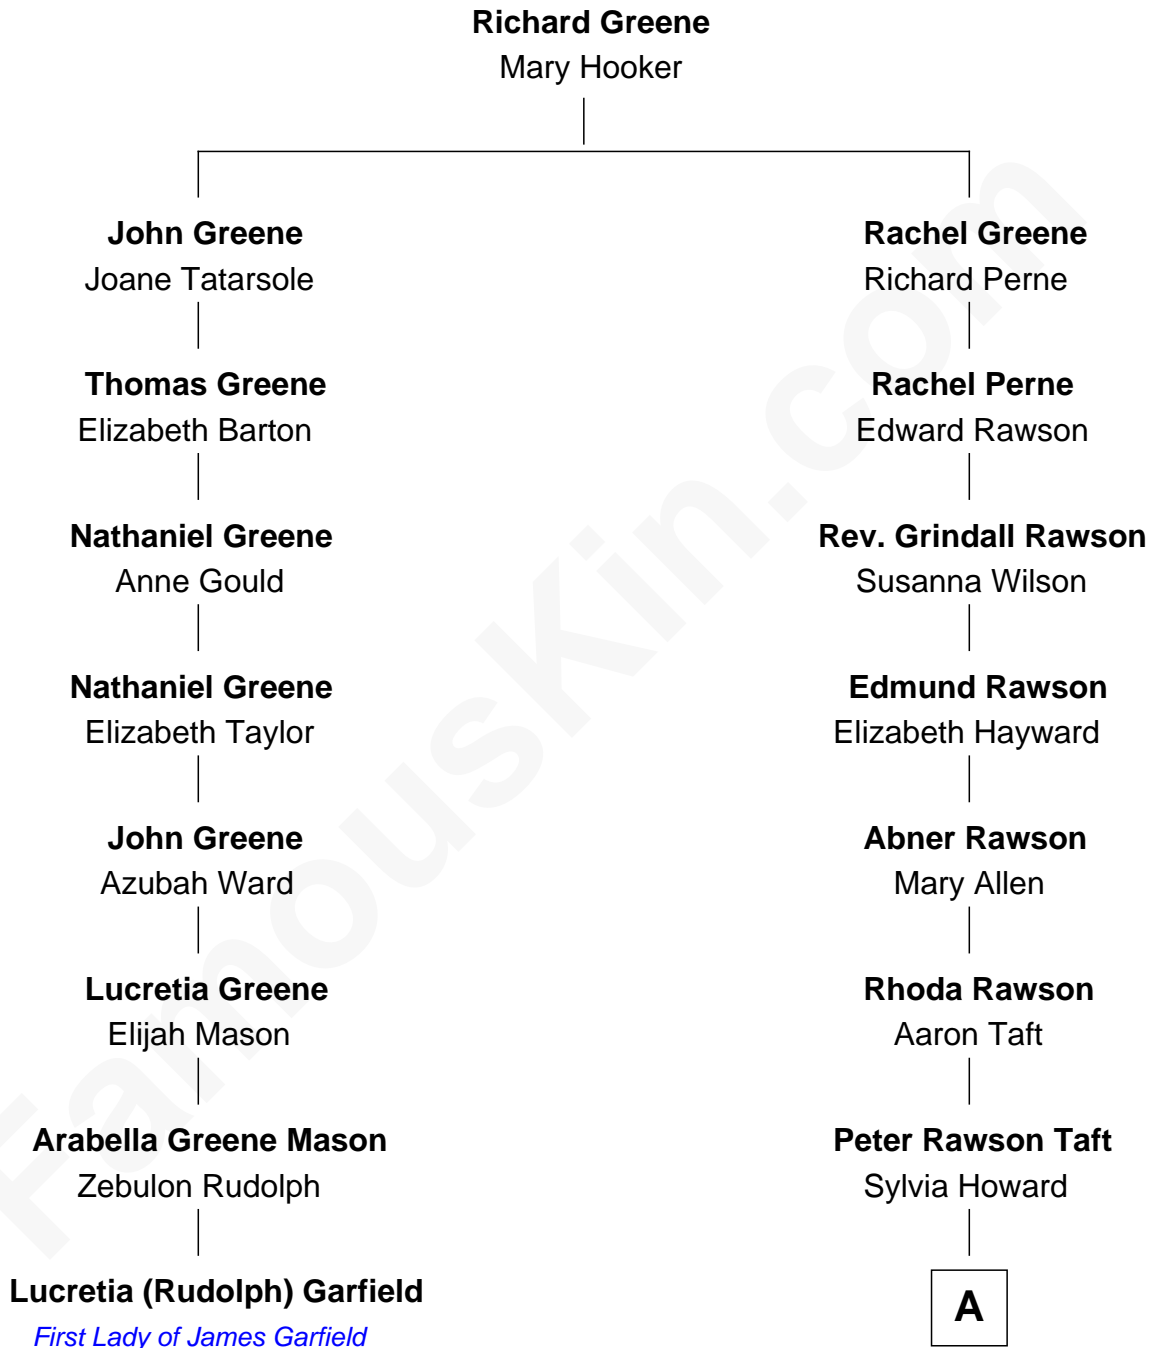 Richard Greene
Mary Hooker
John Greene
Joane Tatarsole
Rachel Greene
Richard Perne
Thomas Greene
Elizabeth Barton
Rachel Perne
Edward Rawson
Nathaniel Greene
Anne Gould
Rev. Grindall Rawson
Susanna Wilson
Nathaniel Greene
Elizabeth Taylor
Edmund Rawson
Elizabeth Hayward
John Greene
Azubah Ward
Abner Rawson
Mary Allen
Lucretia Greene
Elijah Mason
Rhoda Rawson
Aaron Taft
Arabella Greene Mason
Zebulon Rudolph
Peter Rawson Taft
Sylvia Howard
Lucretia (Rudolph) Garfield
First Lady of James Garfield
A
FamousKin.com